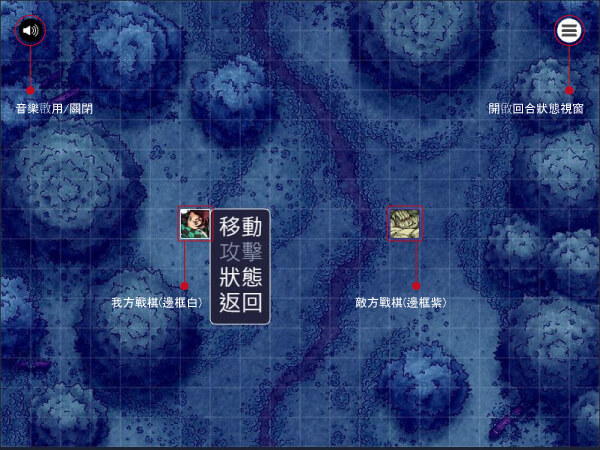 音樂啟用/關閉
開啟回合狀態視窗
移動
攻擊
狀態
返回
我方戰棋(邊框白)
敵方戰棋(邊框紫)